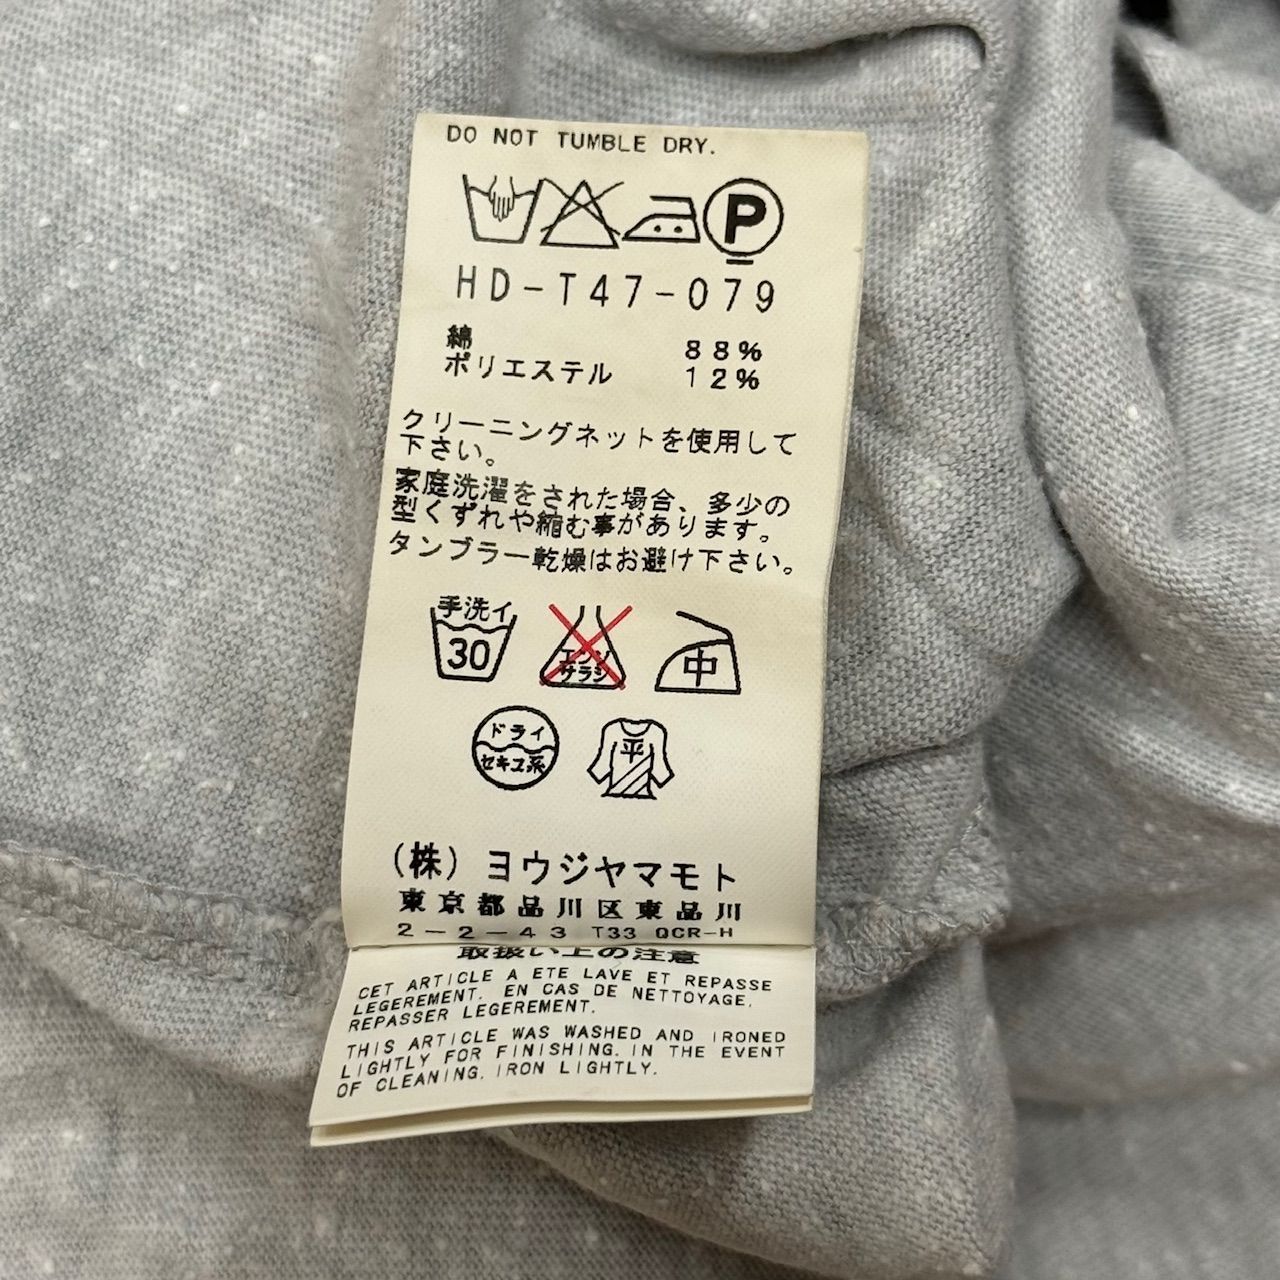 DO NOT TUMBLE DRY.
P
HD-T47-079
綿 88%
ポリエステル 12%
クリーニングネットを使用して
下さい。
家庭洗濯をされた場合、多少の
型くずれや縮む事があります。
タンブラー乾燥はお避け下さい。
手洗イ
30
エンソ
サラシ
中
ドライ
セキユ系
平
(株) ヨウジヤマモト
東京都品川区東品川
2-2-43 T33 QCR-H
取扱い上の注意
CET ARTICLE A ETE LAVE ET REPASSE
LEGEREMENT. EN CAS DE NETTOYAGE,
REPASSER LEGEREMENT.
THIS ARTICLE WAS WASHED AND IRONED
LIGHTLY FOR FINISHING. IN THE EVENT
OF CLEANING, IRON LIGHTLY.